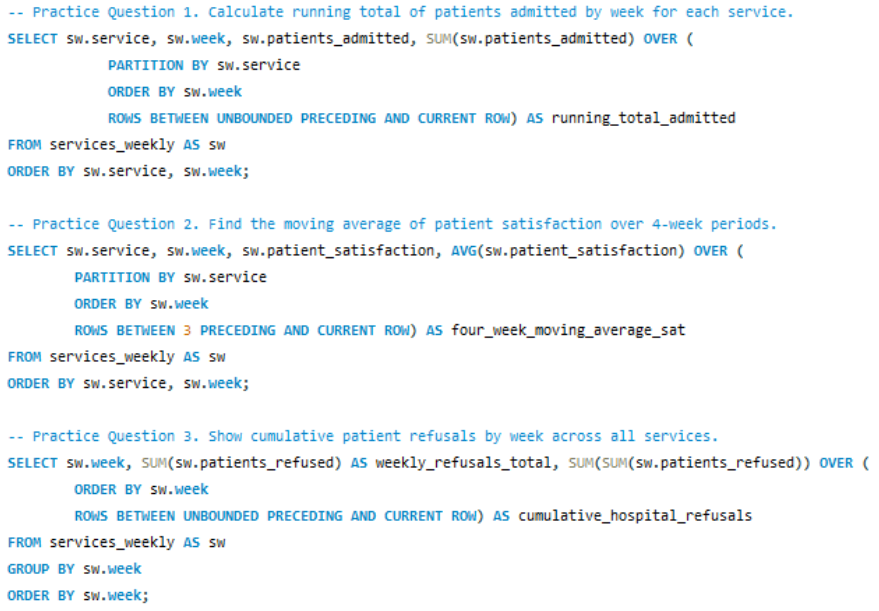 -- Practice Question 1. Calculate running total of patients admitted by week for each service.
SELECT sw.service, sw.week, sw.patients_admitted, SUM(sw.patients_admitted) OVER (
PARTITION BY sw.service
ORDER BY sw.week
ROWS BETWEEN UNBOUNDED PRECEDING AND CURRENT ROW) AS running_total_admitted
FROM services_weekly AS sw
ORDER BY sw.service, sw.week;
-- Practice Question 2. Find the moving average of patient satisfaction over 4-week periods.
SELECT sw.service, sw.week, sw.patient_satisfaction, AVG(sw.patient_satisfaction) OVER (
PARTITION BY sw.service
ORDER BY sw.week
ROWS BETWEEN 3 PRECEDING AND CURRENT ROW) AS four_week_moving_average_sat
FROM services_weekly AS sw
ORDER BY sw.service, sw.week;
-- Practice Question 3. Show cumulative patient refusals by week across all services.
SELECT sw.week, SUM(sw.patients_refused) AS weekly_refusals_total, SUM(SUM(sw.patients_refused)) OVER (
ORDER BY sw.week
ROWS BETWEEN UNBOUNDED PRECEDING AND CURRENT ROW) AS cumulative_hospital_refusals
FROM services_weekly AS sw
GROUP BY sw.week
ORDER BY sw.week;